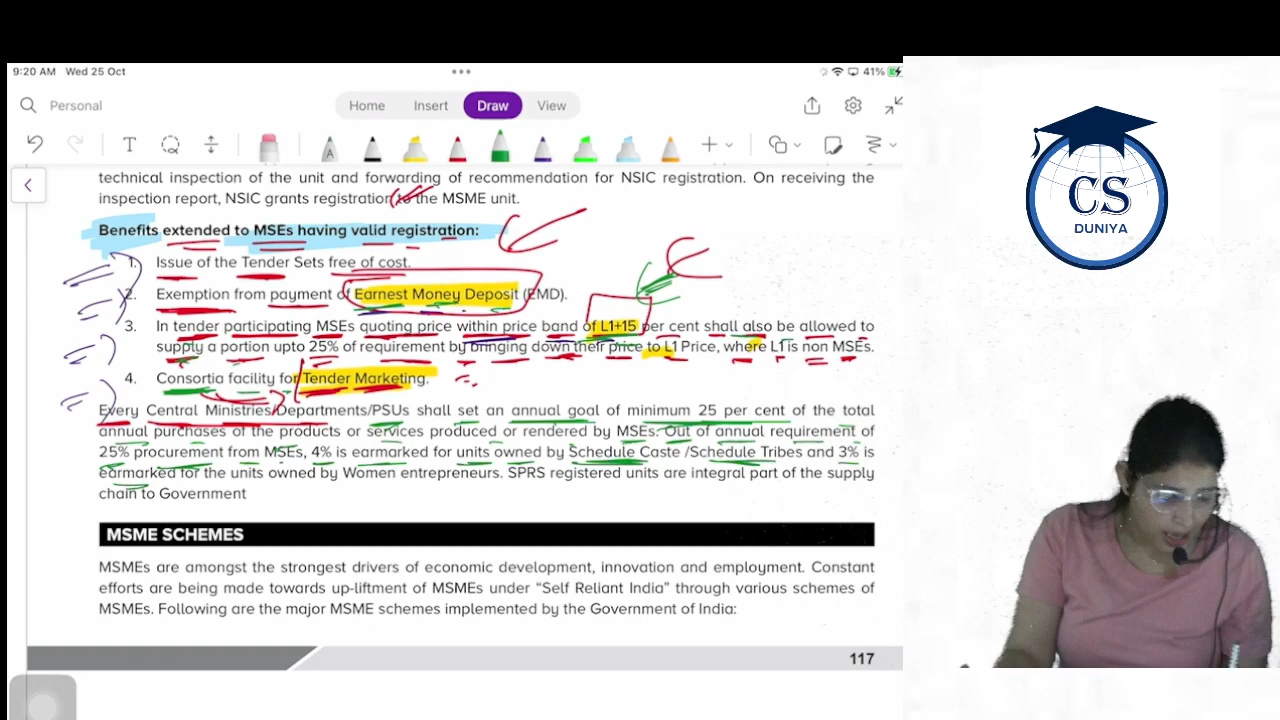 9:20 AM Wed 25 Oct
41%
Personal
Home Insert Draw View
technical inspection of the unit and forwarding of recommendation for NSIC registration. On receiving the
inspection report, NSIC grants registration to the MSME unit.
Benefits extended to MSEs having valid registration:
1. Issue of the Tender Sets free of cost.
2. Exemption from payment of Earnest Money Deposit (EMD).
3. In tender participating MSEs quoting price within price band of L1+15 per cent shall also be allowed to
supply a portion upto 25% of requirement by bringing down their price to L1 Price, where L1 is non MSEs.
4. Consortia facility for Tender Marketing.
Every Central Ministries/Departments/PSUs shall set an annual goal of minimum 25 per cent of the total
annual purchases of the products or services produced or rendered by MSEs. Out of annual requirement of
25% procurement from MSEs, 4% is earmarked for units owned by Schedule Caste /Schedule Tribes and 3% is
earmarked for the units owned by Women entrepreneurs. SPRS registered units are integral part of the supply
chain to Government
MSME SCHEMES
MSMEs are amongst the strongest drivers of economic development, innovation and employment. Constant
efforts are being made towards up-liftment of MSMEs under “Self Reliant India” through various schemes of
MSMEs. Following are the major MSME schemes implemented by the Government of India:
117
CS
DUNIYA